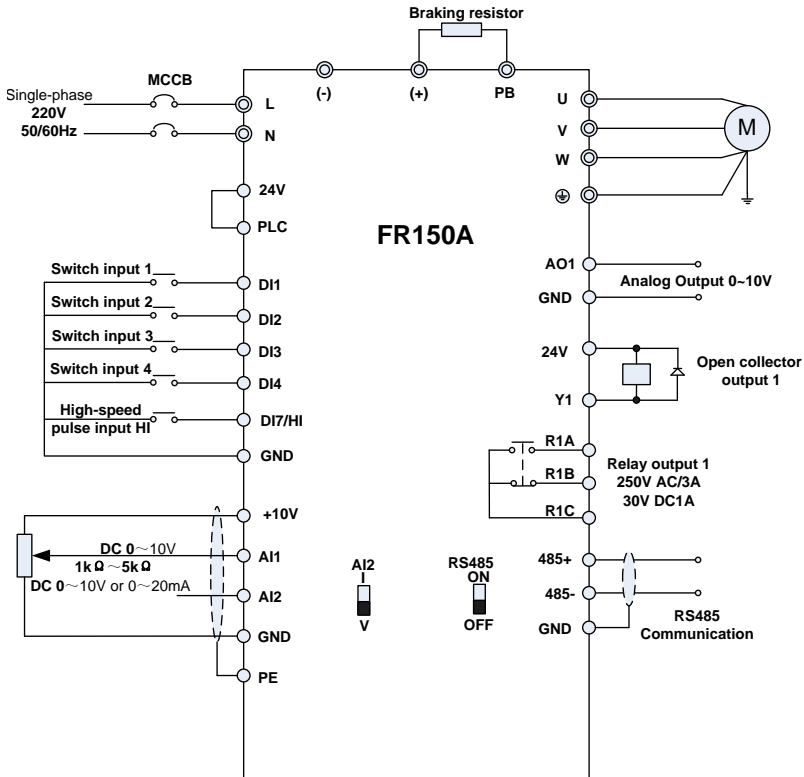 Braking resistor
MCCB
Single-phase
220V
50/60Hz
L
N
(-)
(+)
PB
U
V
W
M
24V
PLC
FR150A
Switch input 1
DI1
Switch input 2
DI2
Switch input 3
DI3
Switch input 4
DI4
High-speed
pulse input HI
DI7/HI
GND
AO1
Analog Output 0~10V
GND
24V
Open collector
output 1
Y1
R1A
R1B
R1C
Relay output 1
250V AC/3A
30V DC1A
+10V
DC 0～10V
1kΩ～5kΩ
AI1
DC 0～10V or 0～20mA
AI2
GND
PE
AI2
I
V
RS485
ON
OFF
485+
485-
GND
RS485
Communication